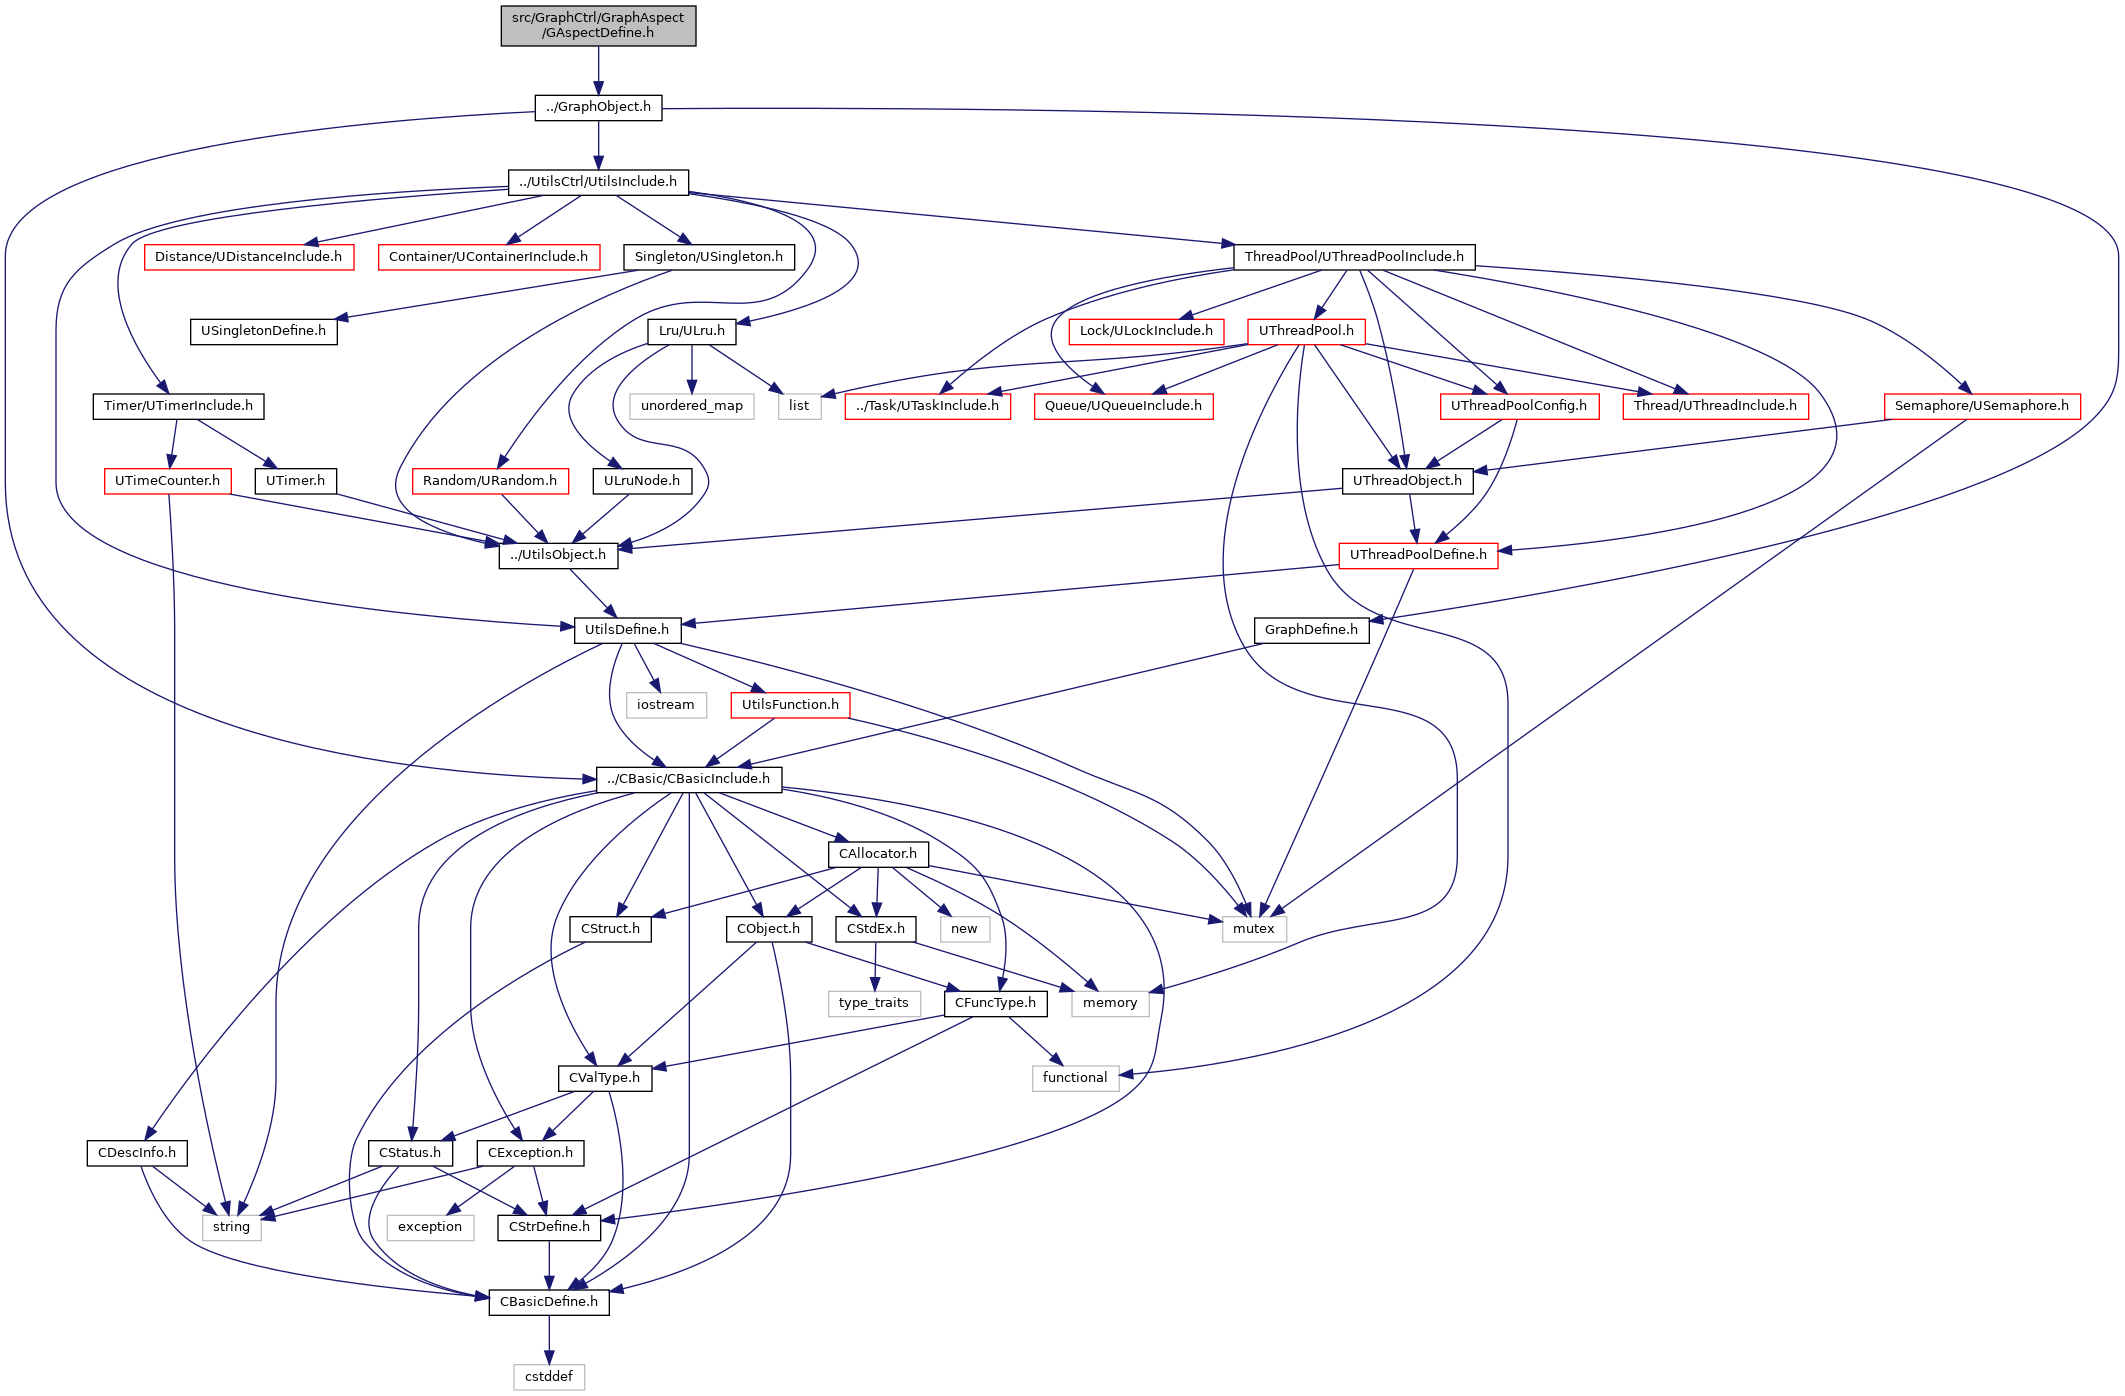 src/GraphCtrl/GraphAspect
/GAspectDefine.h
../GraphObject.h
../UtilsCtrl/UtilsInclude.h
Distance/UDistanceInclude.h
Container/UContainerInclude.h
Singleton/USingleton.h
ThreadPool/UThreadPoolInclude.h
USingletonDefine.h
Lru/ULru.h
Lock/ULockInclude.h
UThreadPool.h
Timer/UTimerInclude.h
unordered_map
list
../Task/UTaskInclude.h
Queue/UQueueInclude.h
UThreadPoolConfig.h
Thread/UThreadInclude.h
Semaphore/USemaphore.h
UTimeCounter.h
UTimer.h
Random/URandom.h
ULruNode.h
UThreadObject.h
../UtilsObject.h
UThreadPoolDefine.h
UtilsDefine.h
GraphDefine.h
iostream
UtilsFunction.h
../CBasic/CBasicInclude.h
CAllocator.h
CStruct.h
CObject.h
CStdEx.h
new
mutex
type_traits
CFuncType.h
memory
CValType.h
functional
CDescInfo.h
CStatus.h
CException.h
string
exception
CStrDefine.h
CBasicDefine.h
cstddef